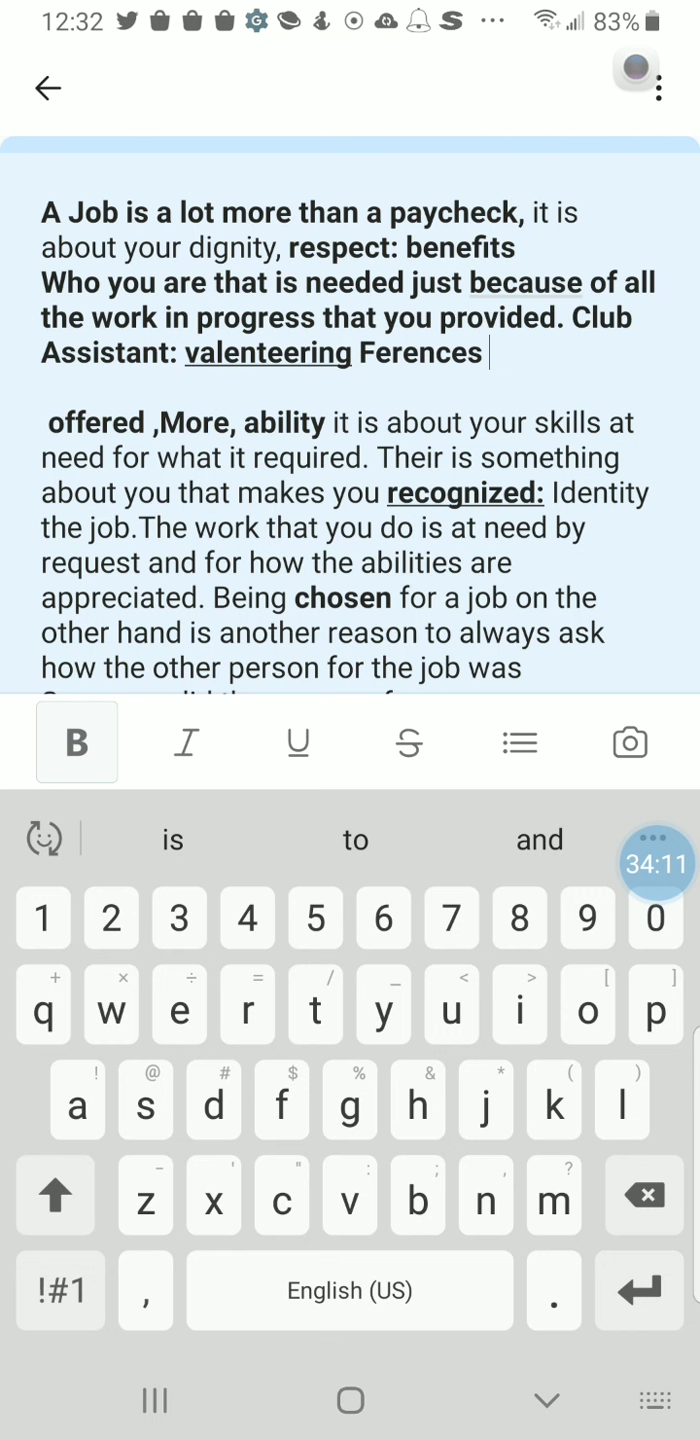 12:32 83%
A Job is a lot more than a paycheck, it is
about your dignity, respect: benefits
Who you are that is needed just because of all
the work in progress that you provided. Club
Assistant: valenteering Ferences
offered ,More, ability it is about your skills at
need for what it required. Their is something
about you that makes you recognized: Identity
the job.The work that you do is at need by
request and for how the abilities are
appreciated. Being chosen for a job on the
other hand is another reason to always ask
how the other person for the job was
B I U S
is to and
34:11
1 2 3 4 5 6 7 8 9 0
+ × ÷ = / _ < > [ ]
q w e r t y u i o p
! @ # $ % & * ( )
a s d f g h j k l
- ' " : ; , ?
z x c v b n m
!#1 , English (US) .